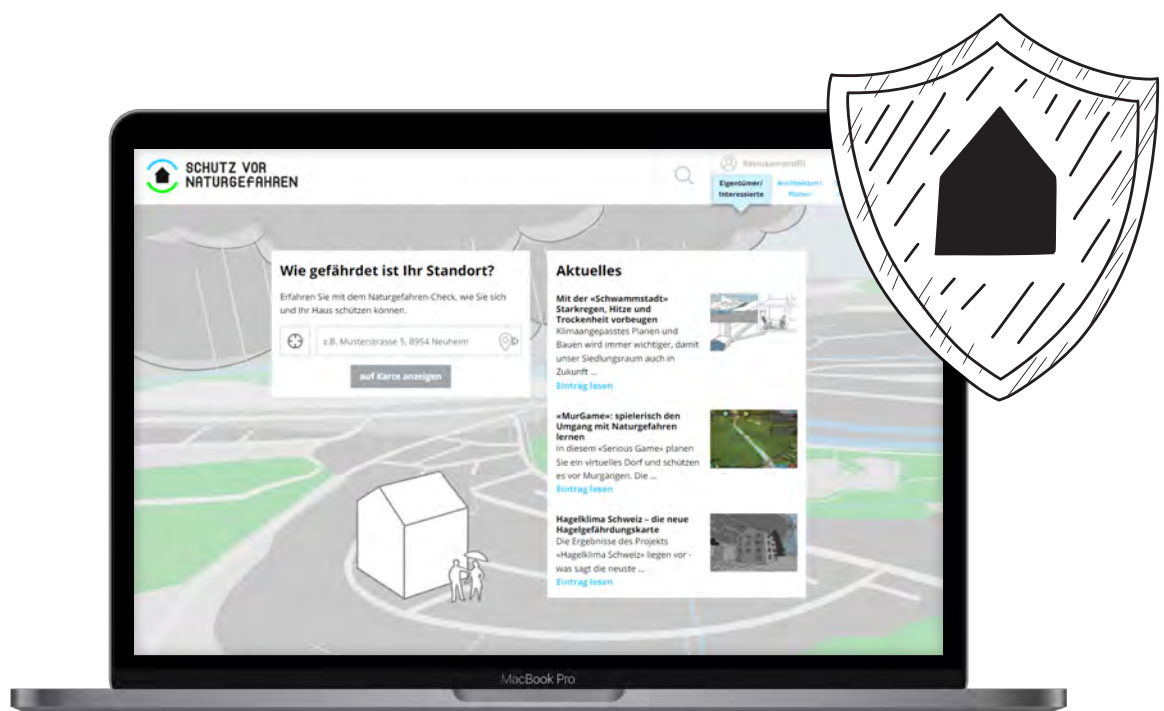 SCHUTZ VOR
NATURGEFAHREN
Benutzerprofil
Eigentümer/
Interessierte
Architekten/
Planer
Wie gefährdet ist Ihr Standort?
Erfahren Sie mit dem Naturgefahren-Check, wie Sie sich
und Ihr Haus schützen können.
z.B. Musterstrasse 5, 8954 Neuheim
auf Karte anzeigen
Aktuelles
Mit der «Schwammstadt»
Starkregen, Hitze und
Trockenheit vorbeugen
Klimaangepasstes Planen und
Bauen wird immer wichtiger, damit
unser Siedlungsraum auch in
Zukunft ...
Eintrag lesen
«MurGame»: spielerisch den
Umgang mit Naturgefahren
lernen
In diesem «Serious Game» planen
Sie ein virtuelles Dorf und schützen
es vor Murgängen. Die ...
Eintrag lesen
Hagelklima Schweiz – die neue
Hagelgefährdungskarte
Die Ergebnisse des Projekts
«Hagelklima Schweiz» liegen vor -
was sagt die neuste ...
Eintrag lesen
MacBook Pro